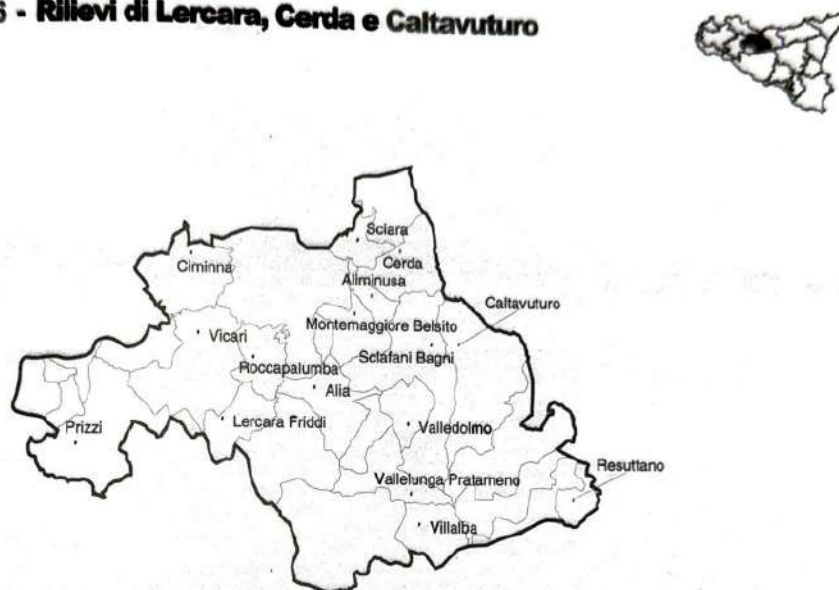 6 - Rilievi di Lercara, Cerda e Caltavuturo
Sciara
Cerda
Ciminna
Aliminusa
Caltavuturo
Montemaggiore Belsito
Vicari
Sclafani Bagni
Roccapalumba
Alia
Lercara Friddi
Prizzi
Valledolmo
Resuttano
Vallelunga Pratameno
Villalba